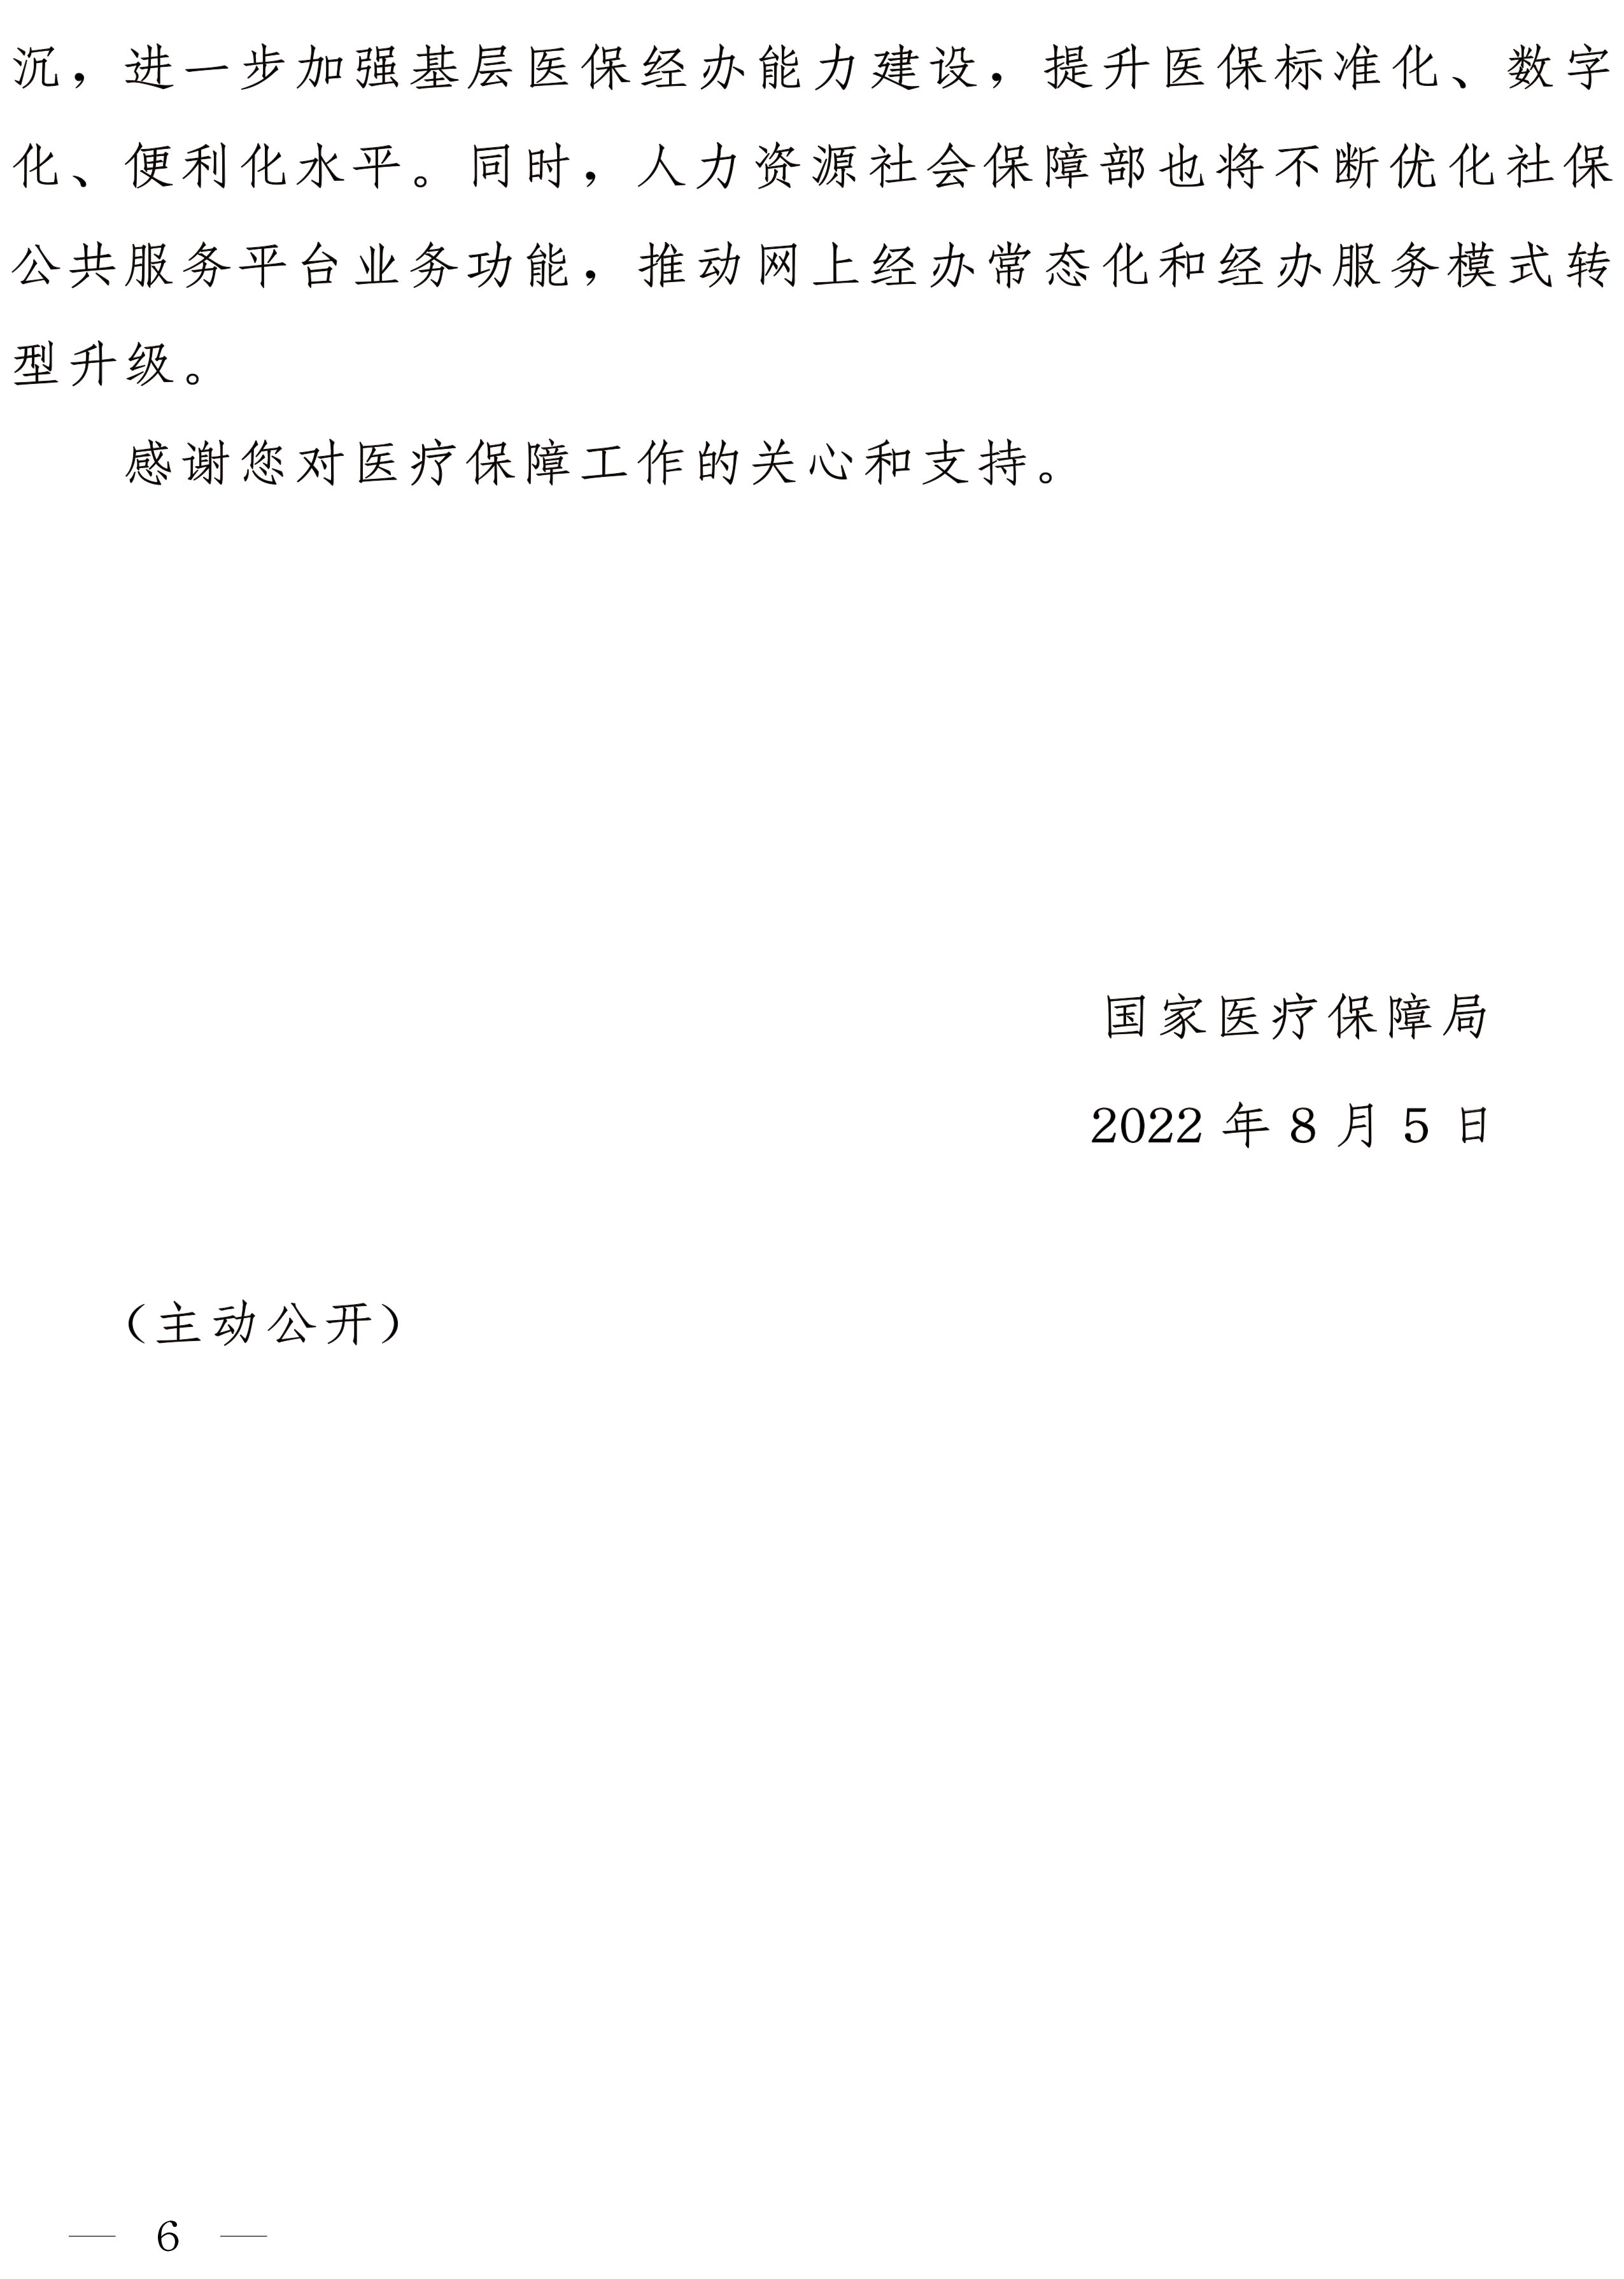 沉，进一步加强基层医保经办能力建设，提升医保标准化、数字
化、便利化水平。同时，人力资源社会保障部也将不断优化社保
公共服务平台业务功能，推动网上经办常态化和经办服务模式转
型升级。
感谢您对医疗保障工作的关心和支持。
国家医疗保障局
2022 年 8 月 5 日
（主动公开）
— 6 —